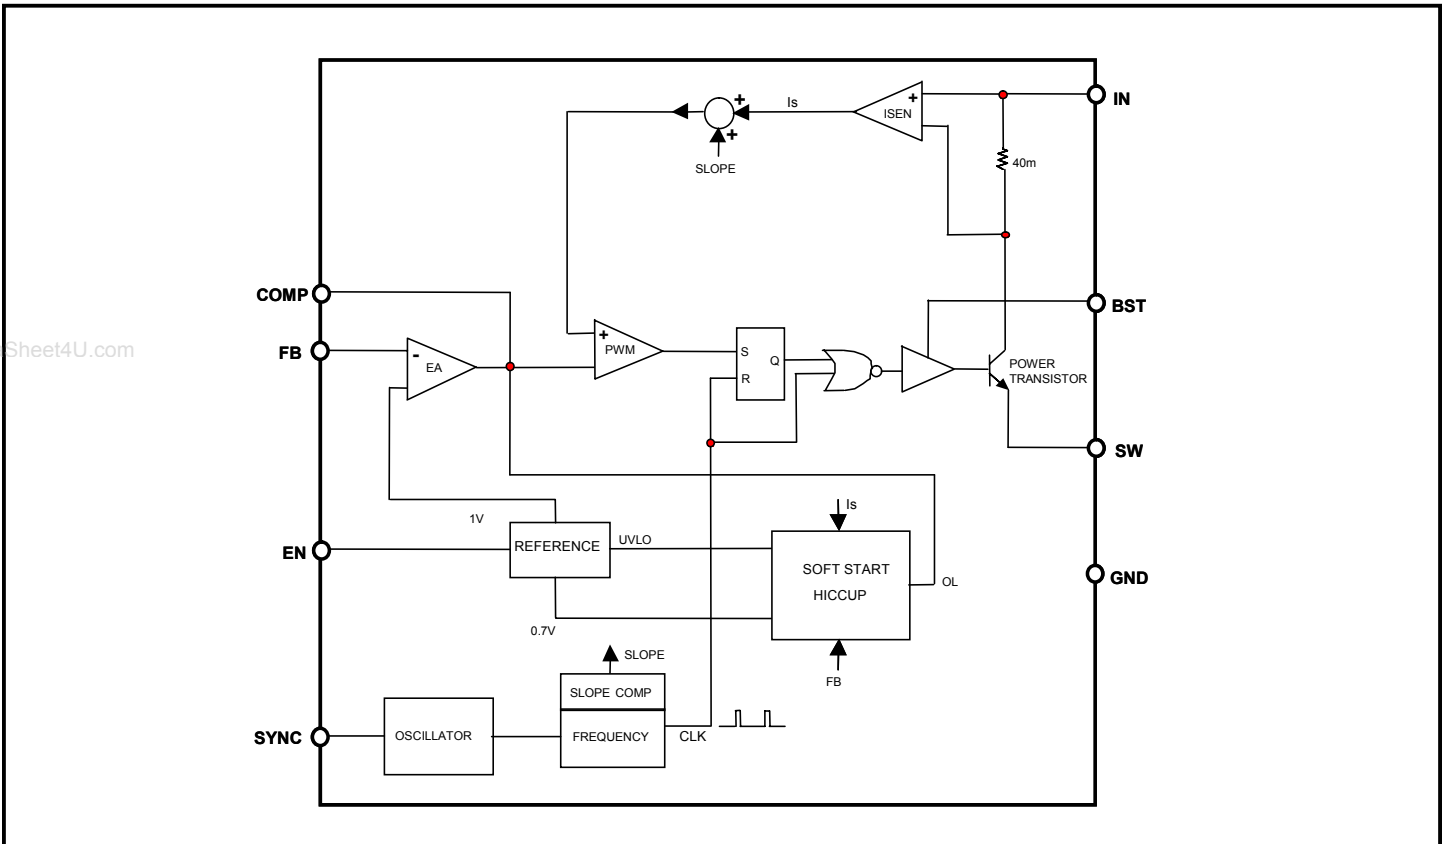 IN
+
Is
+
ISEN
+
40m
SLOPE
COMP
BST
Sheet4U.com
FB
-
EA
+
PWM
S
Q
R
POWER
TRANSISTOR
SW
1V
Is
EN
REFERENCE
UVLO
SOFT START
HICCUP
OL
GND
0.7V
SLOPE
FB
SLOPE COMP
SYNC
OSCILLATOR
FREQUENCY
CLK